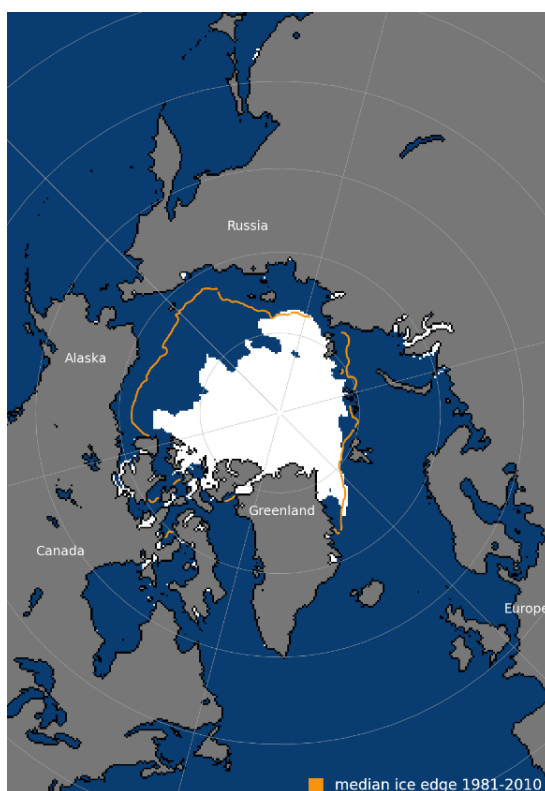 Russia
Alaska
Greenland
Canada
Europe
median ice edge 1981-2010